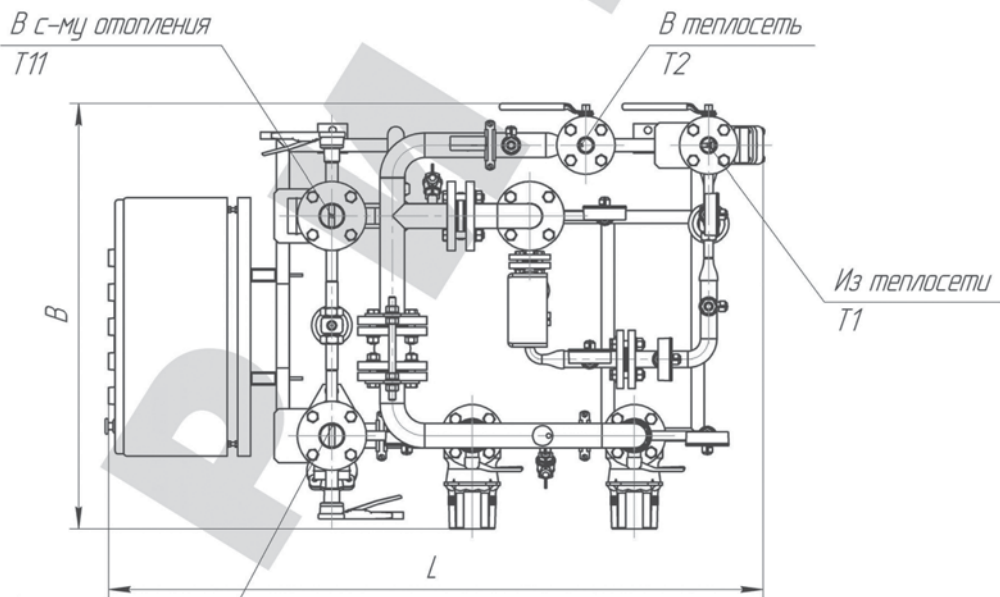 В с-му отопления
Т11
В теплосеть
Т2
Из теплосети
Т1
B
L